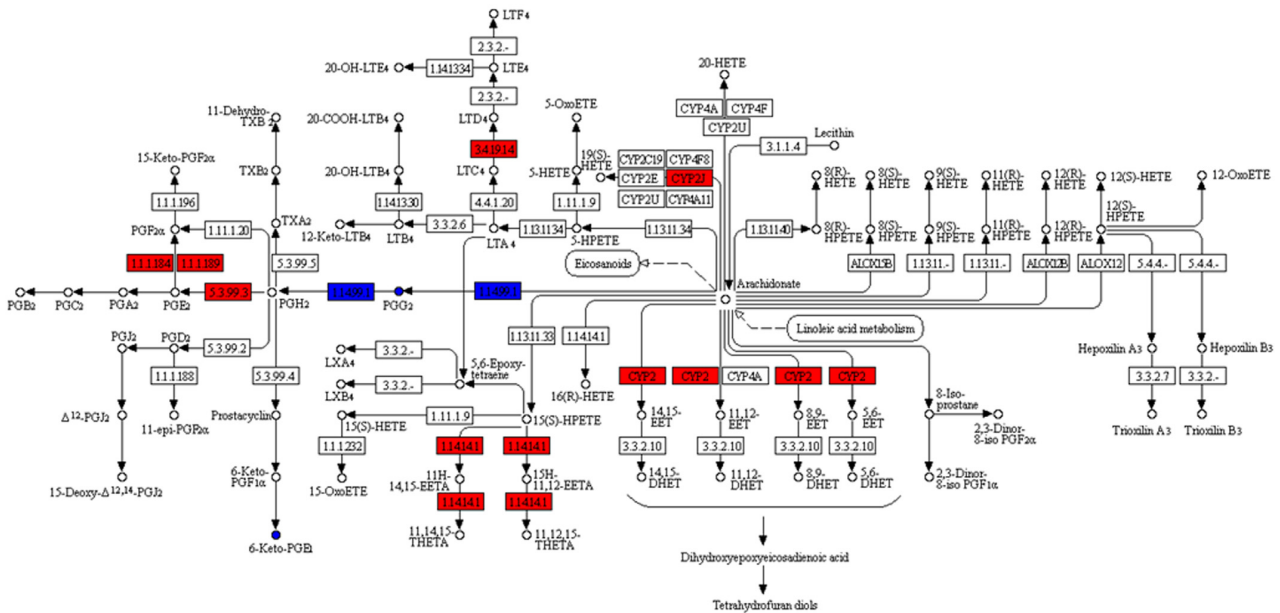 LTF4
2.3.2.-
20-OH-LTE4
1.14.13.34
LTE4
2.3.2.-
20-HETE
CYP4A
CYP4F
CYP2U
11-Dehydro-
TXB2
20-COOH-LTB4
LTD4
5-OxoETE
Lecithin
3.1.1.4
15-Keto-PGF2α
TXB2
20-OH-LTB4
3.4.19.14
LTC4
5-HETE
19(S)-
HETE
CYP2C19
CYP4F8
CYP2E
CYP2J
CYP2U
CYP4A11
8(R)-
HETE
8(S)-
HETE
9(S)-
HETE
11(R)-
HETE
12(R)-
HETE
12(S)-HETE
12-OxoETE
1.1.1.196
1.14.13.30
4.4.1.20
1.11.1.9
PGF2α
1.11.1.20
TXA2
12-Keto-LTB4
LTB4
3.3.2.6
LTA4
1.13.11.34
5-HPETE
1.13.11.34
1.13.11.40
8(R)-
HPETE
8(S)-
HPETE
9(S)-
HPETE
11(R)-
HPETE
12(R)-
HPETE
12(S)-
HPETE
1.1.1.184
1.1.1.189
5.3.99.5
Eicosanoids
ALOX15B
1.13.11.-
1.13.11.-
ALOX12B
ALOX12
5.4.4.-
5.4.4.-
PGB2
PGC2
PGA2
PGE2
5.3.99.3
PGH2
1.14.99.1
PGG2
1.14.99.1
Arachidonate
Linoleic acid metabolism
PGJ2
PGD2
5.3.99.2
1.13.11.33
1.14.14.1
1.1.1.188
5.3.99.4
LXA4
3.3.2.-
LXB4
3.3.2.-
5,6-Epoxy-
tetraene
16(R)-HETE
CYP2
CYP2
CYP4A
CYP2
CYP2
Hepoxilin A3
Hepoxilin B3
3.3.2.7
3.3.2.-
Δ12-PGJ2
11-epi-PGF2α
Prostacyclin
15(S)-HETE
1.11.1.9
15(S)-HPETE
14,15-
EET
11,12-
EET
8,9-
EET
5,6-
EET
8-Iso-
prostane
2,3-Dinor-
8-iso PGF2α
Trioxilin A3
Trioxilin B3
1.1.1.232
1.14.14.1
1.14.14.1
3.3.2.10
3.3.2.10
3.3.2.10
3.3.2.10
15-Deoxy-Δ12,14-PGJ2
6-Keto-
PGF1α
15-OxoETE
11H-
14,15-EETA
15H-
11,12-EETA
14,15-
DHET
11,12-
DHET
8,9-
DHET
5,6-
DHET
2,3-Dinor-
8-iso PGF1α
1.14.14.1
1.14.14.1
6-Keto-PGE1
11,14,15-
THETA
11,12,15-
THETA
Dihydroxyepoxyeicosadienoic acid
Tetrahydrofuran diols